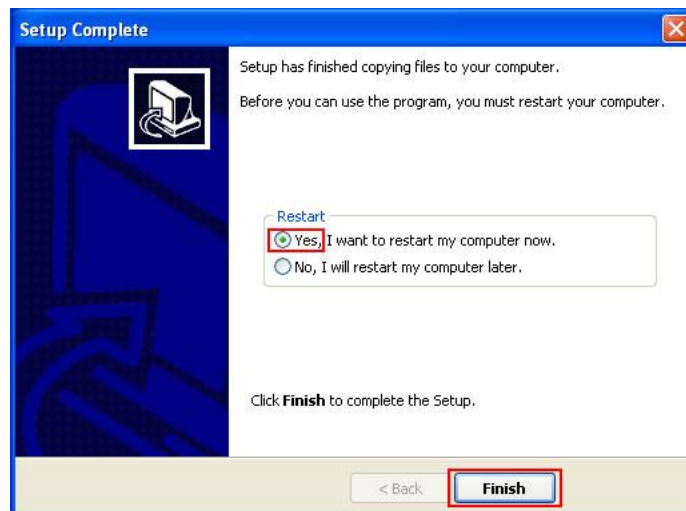 Setup Complete
Setup has finished copying files to your computer.
Before you can use the program, you must restart your computer.
Restart
Yes, I want to restart my computer now.
No, I will restart my computer later.
Click Finish to complete the Setup.
< Back
Finish